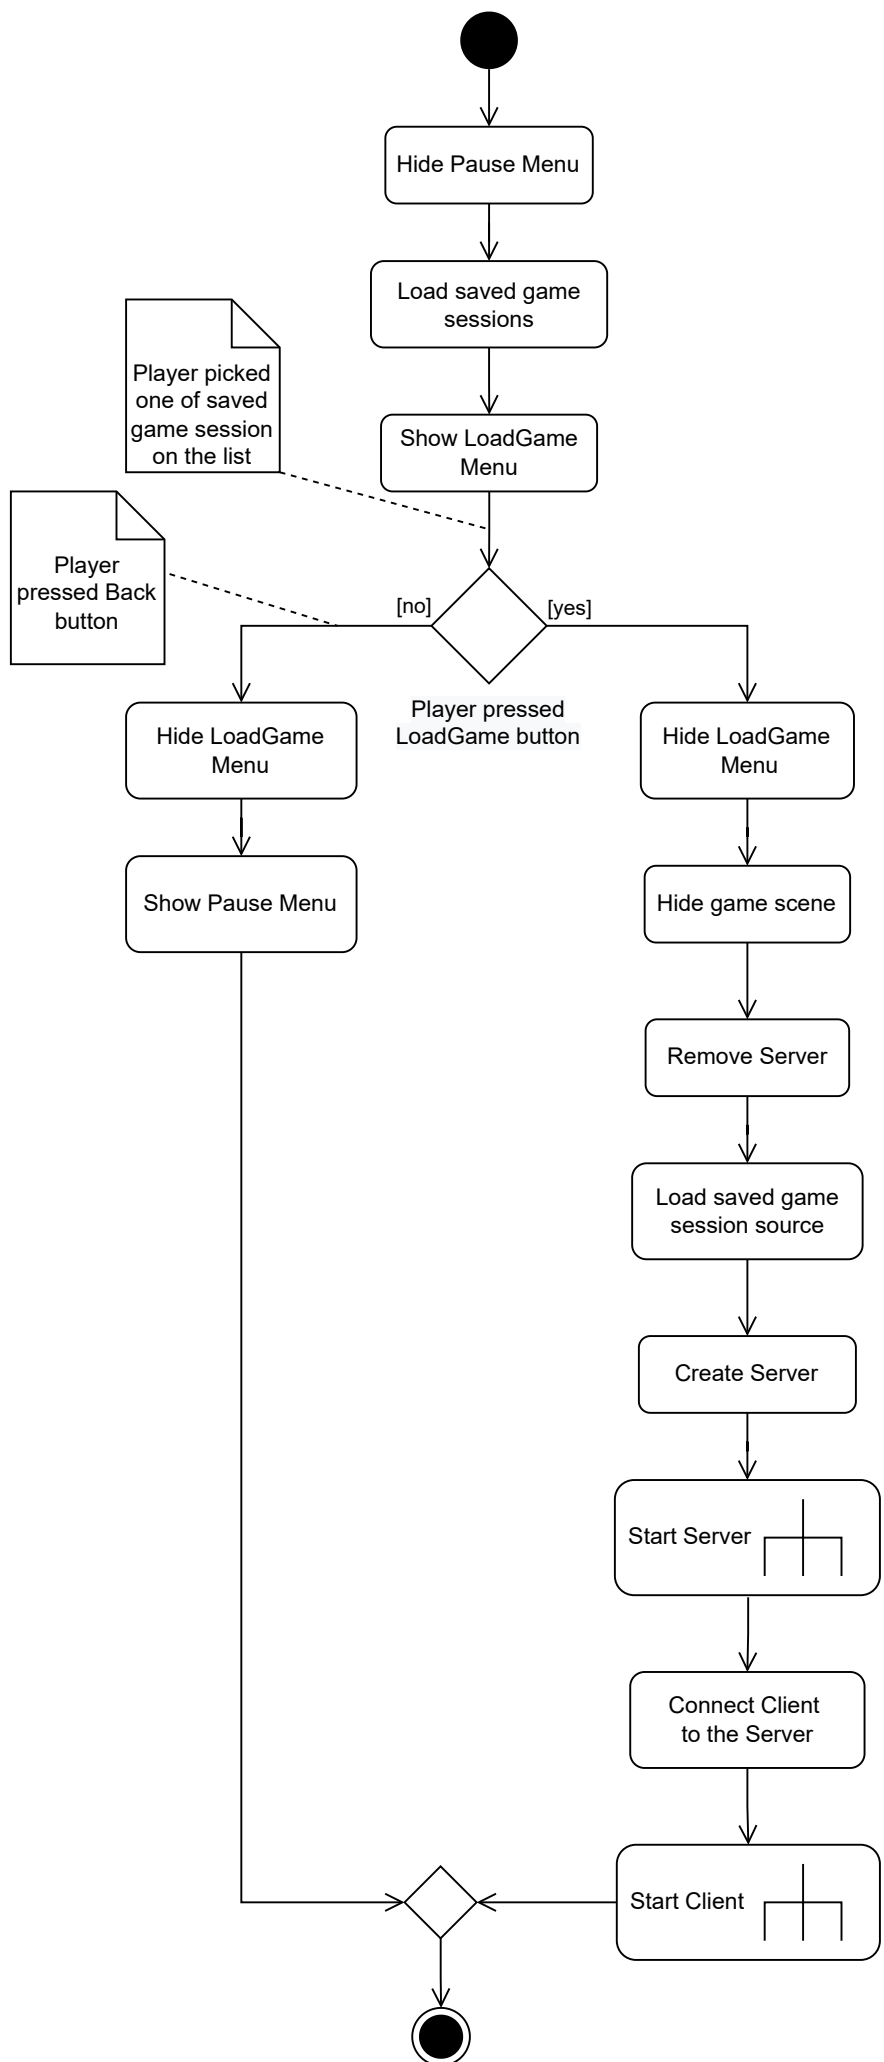 Hide Pause Menu
Load saved game
sessions
Player picked
one of saved
game session
on the list
Show LoadGame
Menu
Player
pressed Back
button
[no]
[yes]
Player pressed
LoadGame button
Hide LoadGame
Menu
Hide LoadGame
Menu
Show Pause Menu
Hide game scene
Remove Server
Load saved game
session source
Create Server
Start Server
Connect Client
to the Server
Start Client